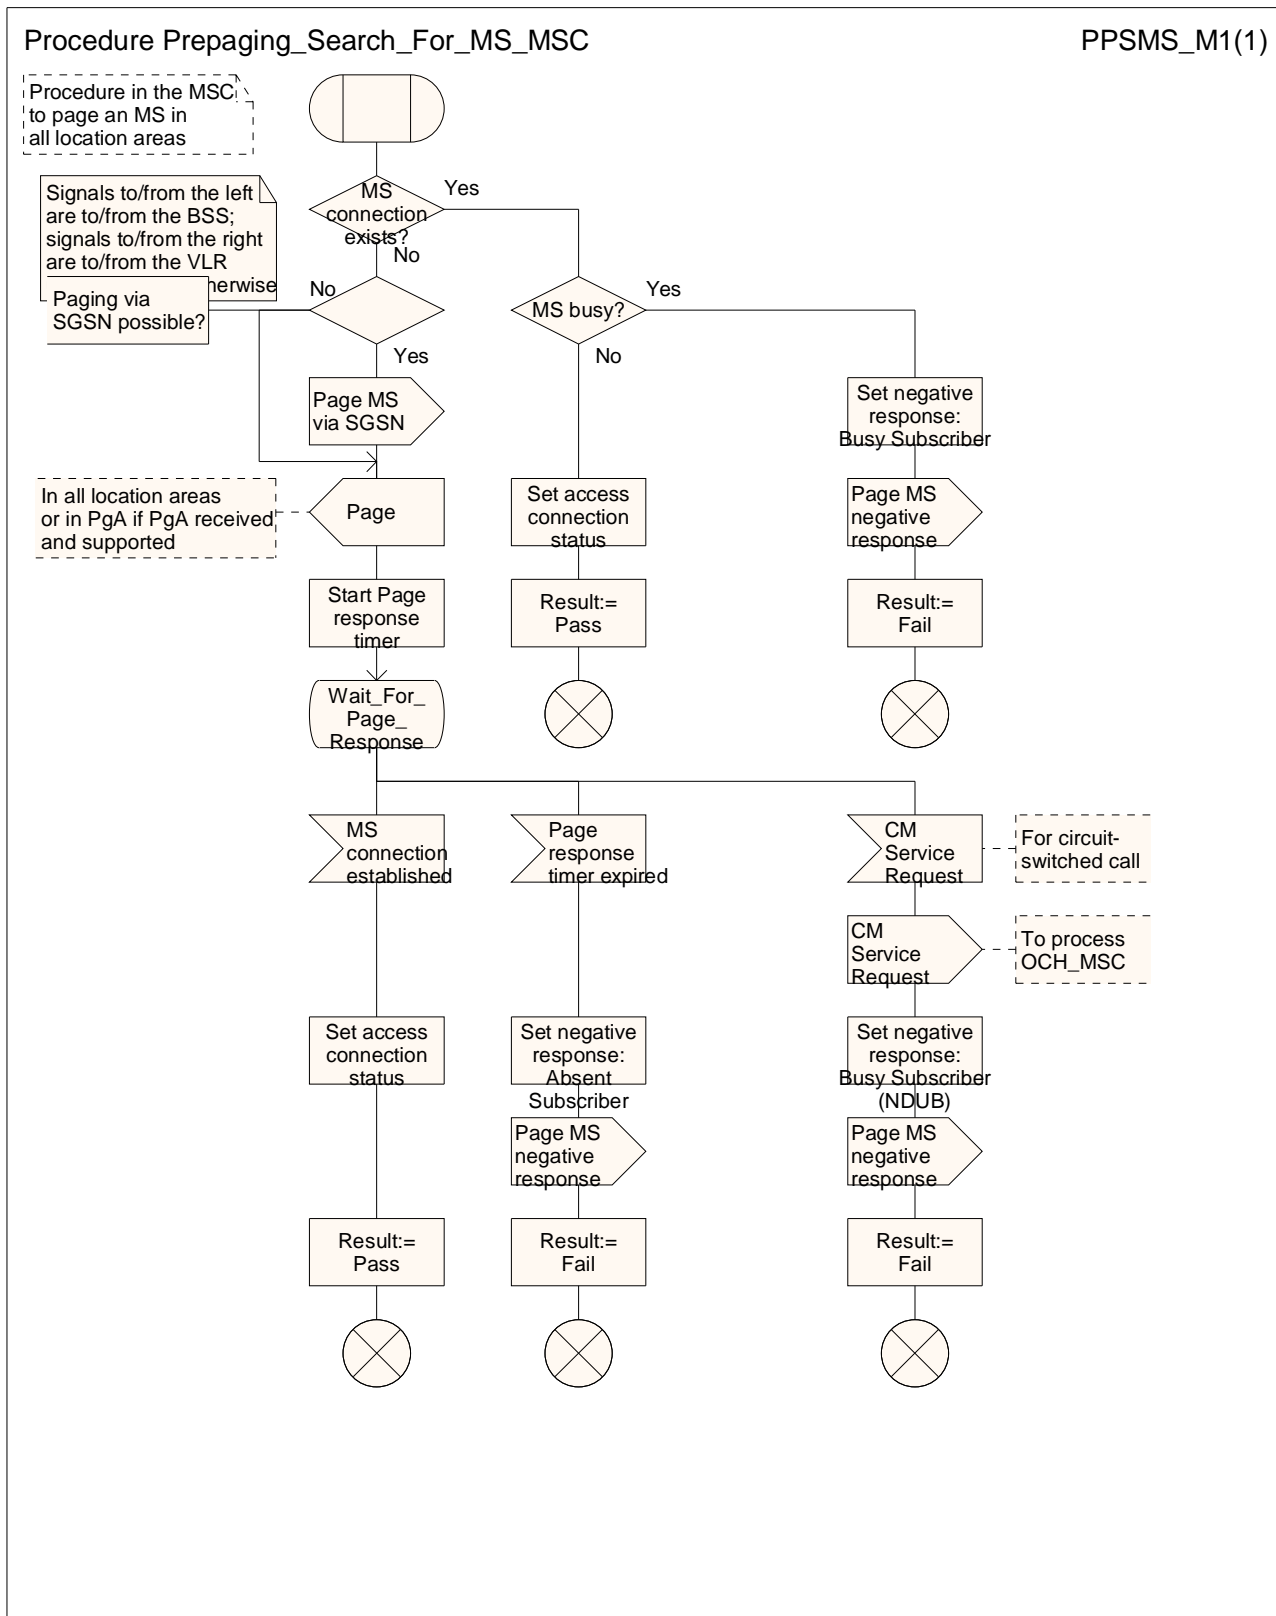 Procedure Prepaging_Search_For_MS_MSC
PPSMS_M1(1)
Procedure in the MSC
to page an MS in
all location areas
Signals to/from the left
are to/from the BSS;
signals to/from the right
are to/from the VLR
herwise
MS
connection
exists?
Yes
No
Paging via
SGSN possible?
No
Yes
MS busy?
Yes
No
Page MS
via SGSN
Set negative
response:
Busy Subscriber
In all location areas
or in PgA if PgA received
and supported
Page
Set access
connection
status
Page MS
negative
response
Start Page
response
timer
Result:=
Pass
Result:=
Fail
Wait_For_
Page_
Response
MS
connection
established
Page
response
timer expired
CM
Service
Request
For circuit-
switched call
CM
Service
Request
To process
OCH_MSC
Set access
connection
status
Set negative
response:
Absent
Subscriber
Set negative
response:
Busy Subscriber
(NDUB)
Page MS
negative
response
Page MS
negative
response
Result:=
Pass
Result:=
Fail
Result:=
Fail